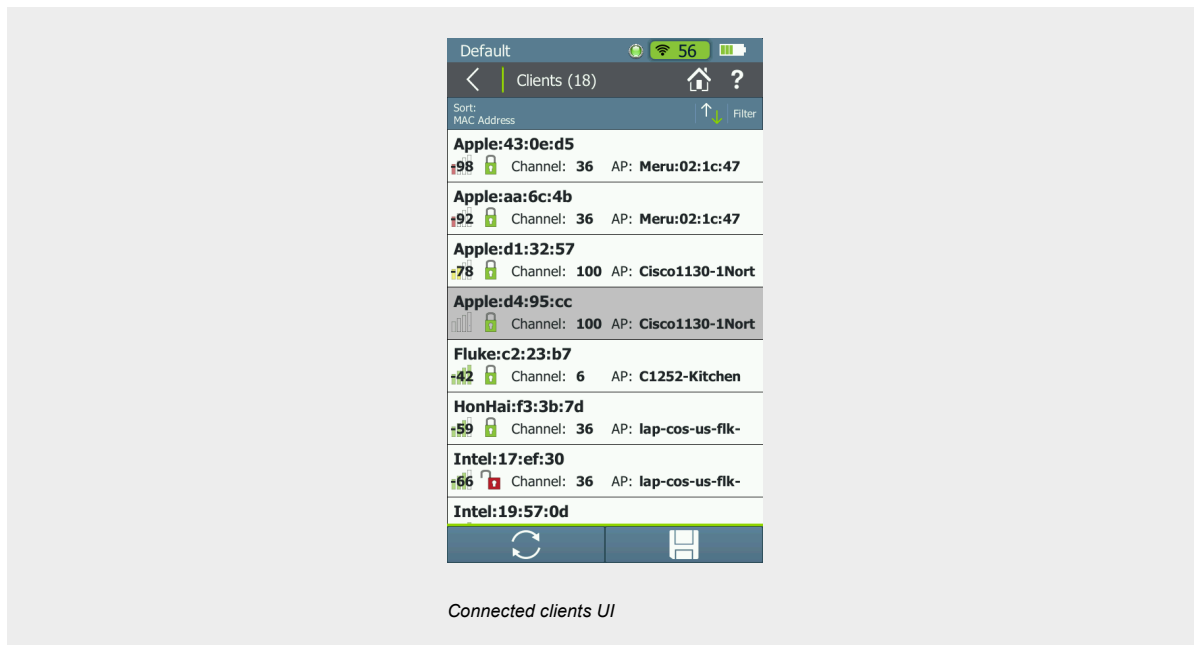 Default
56
Clients (18)
?
Sort:
MAC Address
Filter
Apple:43:0e:d5
-98 Channel: 36 AP: Meru:02:1c:47
Apple:aa:6c:4b
-92 Channel: 36 AP: Meru:02:1c:47
Apple:d1:32:57
-78 Channel: 100 AP: Cisco1130-1Nort
Apple:d4:95:cc
Channel: 100 AP: Cisco1130-1Nort
Fluke:c2:23:b7
-42 Channel: 6 AP: C1252-Kitchen
HonHai:f3:3b:7d
-59 Channel: 36 AP: lap-cos-us-flk-
Intel:17:ef:30
-66 Channel: 36 AP: lap-cos-us-flk-
Intel:19:57:0d
Connected clients UI